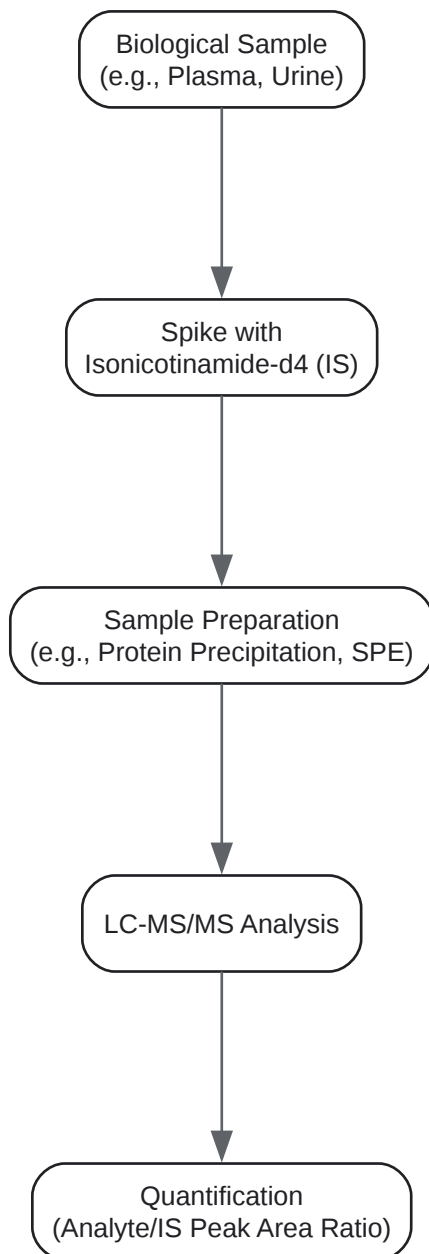 Biological Sample
(e.g., Plasma, Urine)
Spike with
Isonicotinamide-d4 (IS)
Sample Preparation
(e.g., Protein Precipitation, SPE)
LC-MS/MS Analysis
Quantification
(Analyte/IS Peak Area Ratio)